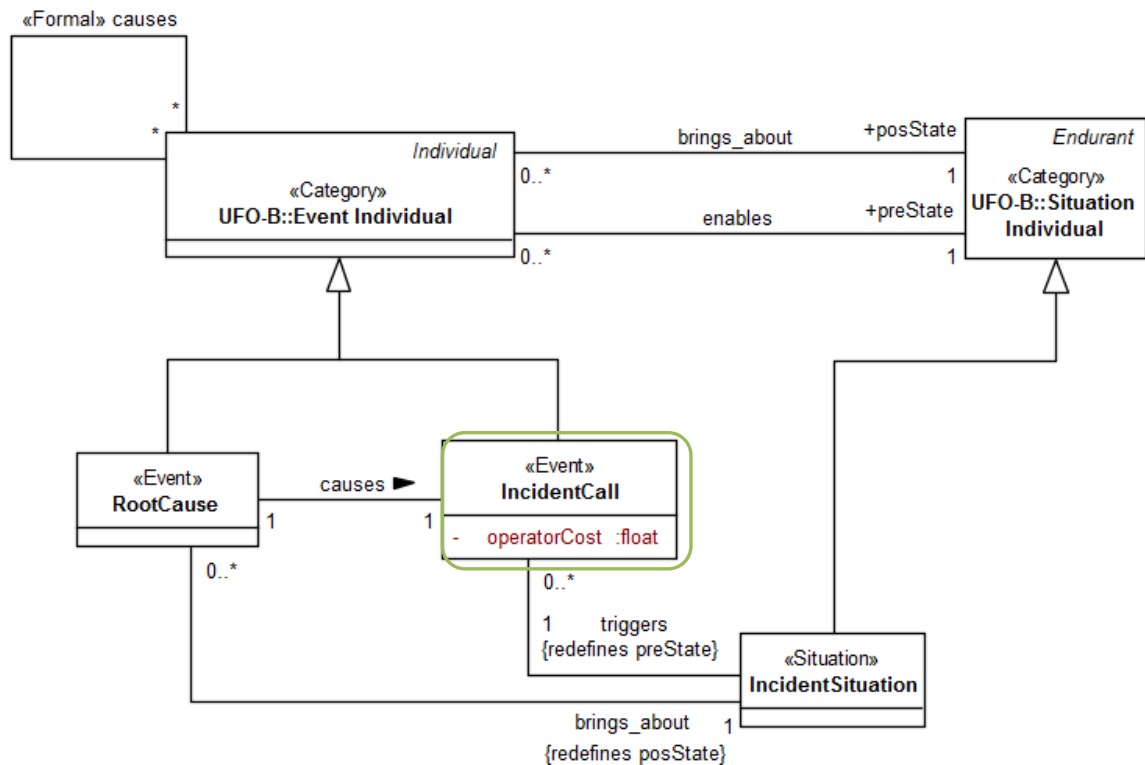 «Formal» causes
*
*
Individual
«Category»
UFO-B::Event Individual
brings_about
+posState
0..*
1
enables
+preState
0..*
1
Endurant
«Category»
UFO-B::Situation
Individual
«Event»
RootCause
causes
1
1
«Event»
IncidentCall
- operatorCost :float
0..*
0..*
1 triggers
{redefines preState}
«Situation»
IncidentSituation
brings_about
1
{redefines posState}